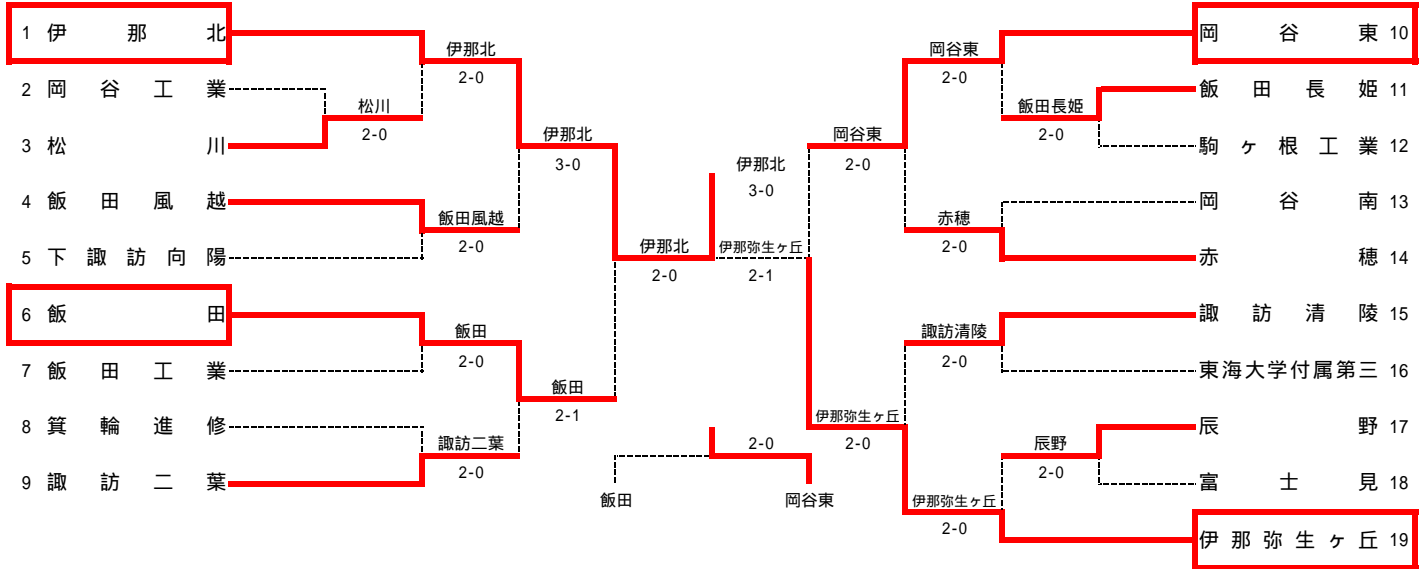 1 伊那北
2 岡谷工業
3 松川
4 飯田風越
5 下諏訪向陽
6 飯田
7 飯田工業
8 箕輪進修
9 諏訪二葉
松川
2-0
伊那北
2-0
飯田風越
2-0
飯田
2-0
諏訪二葉
2-0
伊那北
3-0
飯田
2-1
伊那北
2-0
伊那北
3-0
伊那弥生ヶ丘
2-1
飯田
2-0
岡谷東
岡谷東
2-0
伊那弥生ヶ丘
2-0
岡谷東
2-0
赤穂
2-0
諏訪清陵
2-0
伊那弥生ヶ丘
2-0
飯田長姫
2-0
辰野
2-0
岡谷東 10
飯田長姫 11
駒ヶ根工業 12
岡谷南 13
赤穂 14
諏訪清陵 15
東海大学付属第三 16
辰野 17
富士見 18
伊那弥生ヶ丘 19